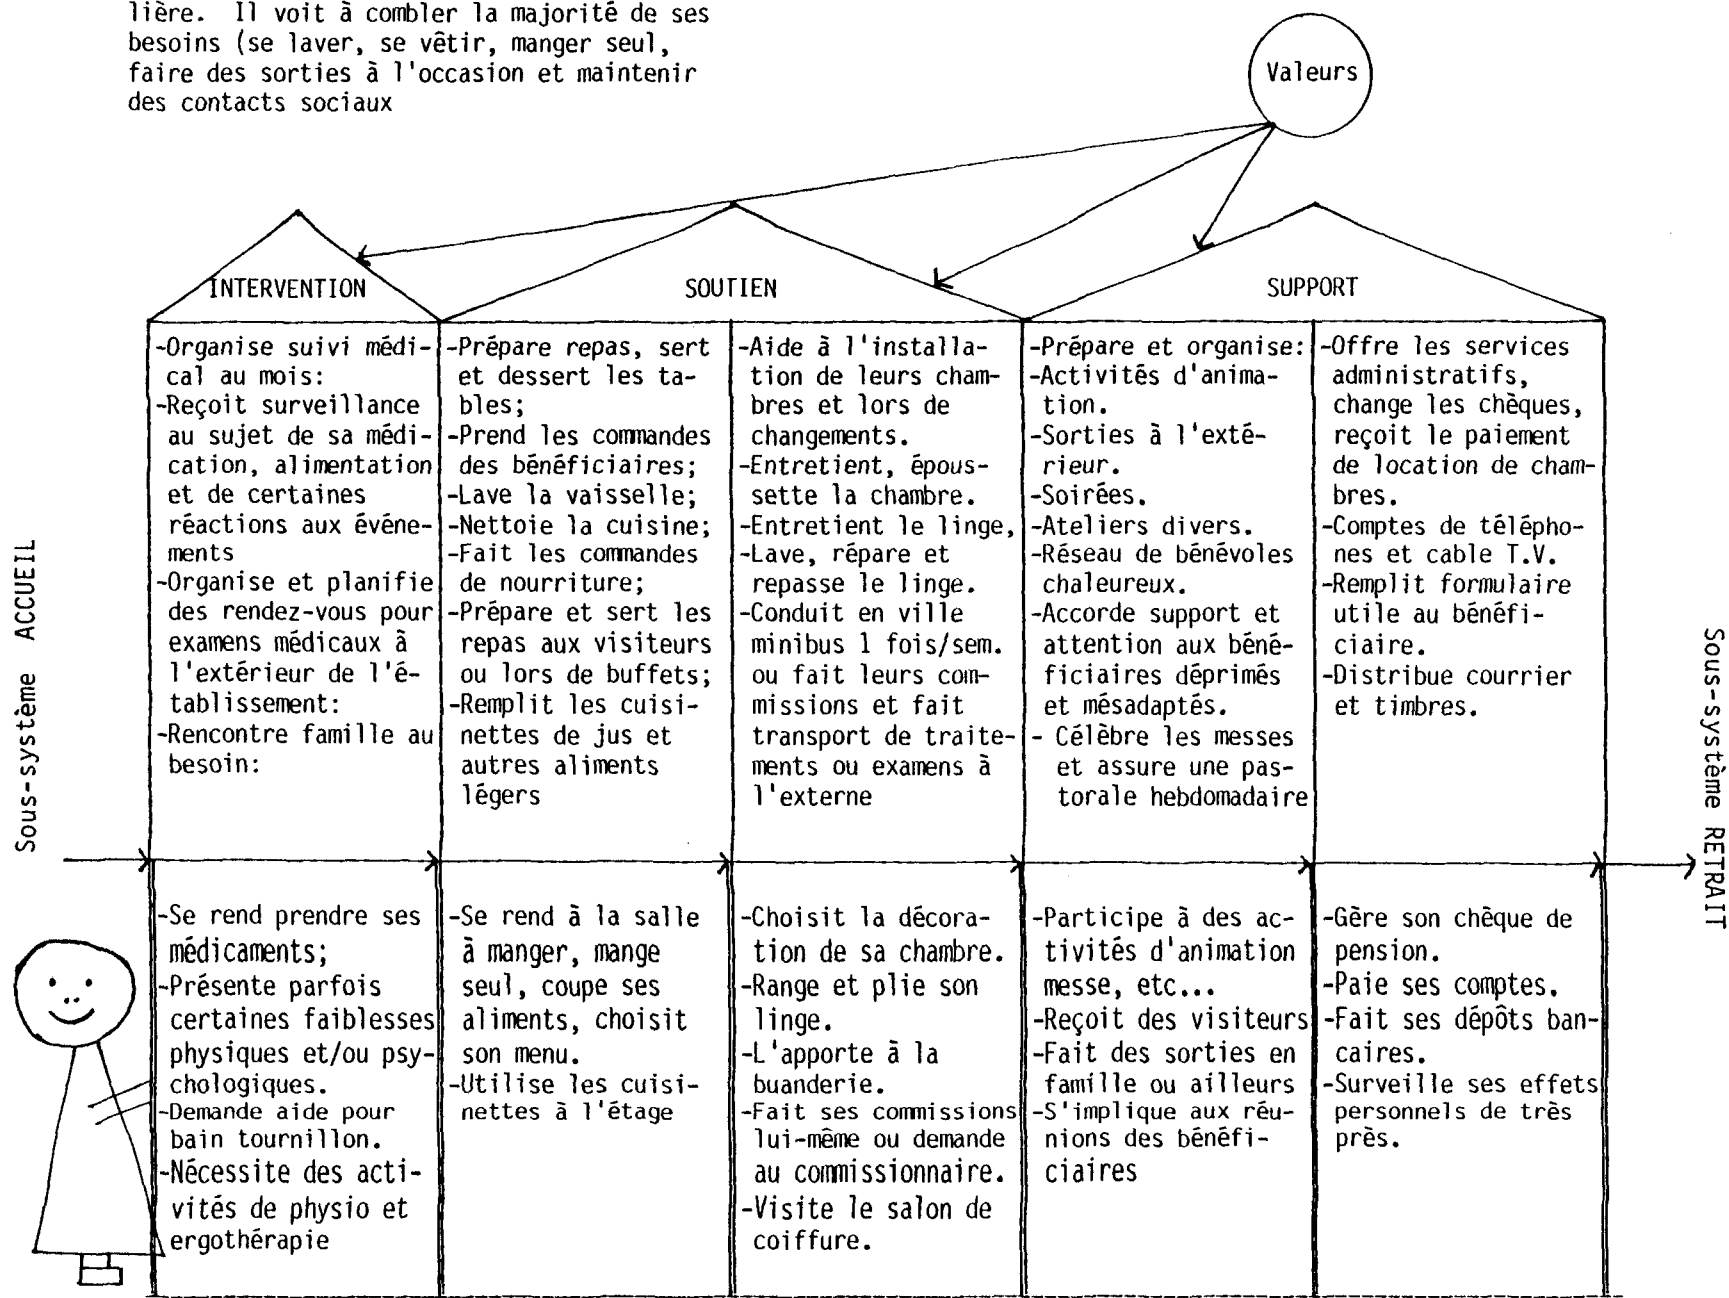 lière. Il voit à combler la majorité de ses
besoins (se laver, se vêtir, manger seul,
faire des sorties à l'occasion et maintenir
des contacts sociaux
Valeurs
INTERVENTION
SOUTIEN
SUPPORT
Sous-système ACCUEIL
-Organise suivi médi-
cal au mois:
-Reçoit surveillance
au sujet de sa médi-
cation, alimentation
et de certaines
réactions aux événe-
ments
-Organise et planifie
des rendez-vous pour
examens médicaux à
l'extérieur de l'é-
tablissement:
-Rencontre famille au
besoin:
-Prépare repas, sert
et dessert les ta-
bles;
-Prend les commandes
des bénéficiaires;
-Lave la vaisselle;
-Nettoie la cuisine;
-Fait les commandes
de nourriture;
-Prépare et sert les
repas aux visiteurs
ou lors de buffets;
-Remplit les cuisi-
nettes de jus et
autres aliments
légers
-Aide à l'installa-
tion de leurs cham-
bres et lors de
changements.
-Entretient, épous-
sette la chambre.
-Entretient le linge,
-Lave, répare et
repasse le linge.
-Conduit en ville
minibus 1 fois/sem.
ou fait leurs com-
missions et fait
transport de traite-
ments ou examens à
l'externe
-Prépare et organise:
-Activités d'anima-
tion.
-Sorties à l'exté-
rieur.
-Soirées.
-Ateliers divers.
-Réseau de bénévoles
chaleureux.
-Accorde support et
attention aux béné-
ficiaires déprimés
et mésadaptés.
- Célèbre les messes
et assure une pas-
torale hebdomadaire
-Offre les services
administratifs,
change les chèques,
reçoit le paiement
de location de cham-
bres.
-Comptes de télépho-
nes et cable T.V.
-Remplit formulaire
utile au bénéfi-
ciaire.
-Distribue courrier
et timbres.
Sous-système RETRAIT
-Se rend prendre ses
médicaments;
-Présente parfois
certaines faiblesses
physiques et/ou psy-
chologiques.
-Demande aide pour
bain tournillon.
-Nécessite des acti-
vités de physio et
ergothérapie
-Se rend à la salle
à manger, mange
seul, coupe ses
aliments, choisit
son menu.
-Utilise les cuisi-
nettes à l'étage
-Choisit la décora-
tion de sa chambre.
-Range et plie son
linge.
-L'apporte à la
buanderie.
-Fait ses commissions
lui-même ou demande
au commissionnaire.
-Visite le salon de
coiffure.
-Participe à des ac-
tivités d'animation
messe, etc...
-Reçoit des visiteurs
-Fait des sorties en
famille ou ailleurs
-S'implique aux réu-
nions des bénéfi-
ciaires
-Gère son chèque de
pension.
-Paie ses comptes.
-Fait ses dépôts ban-
caires.
-Surveille ses effets
personnels de très
près.